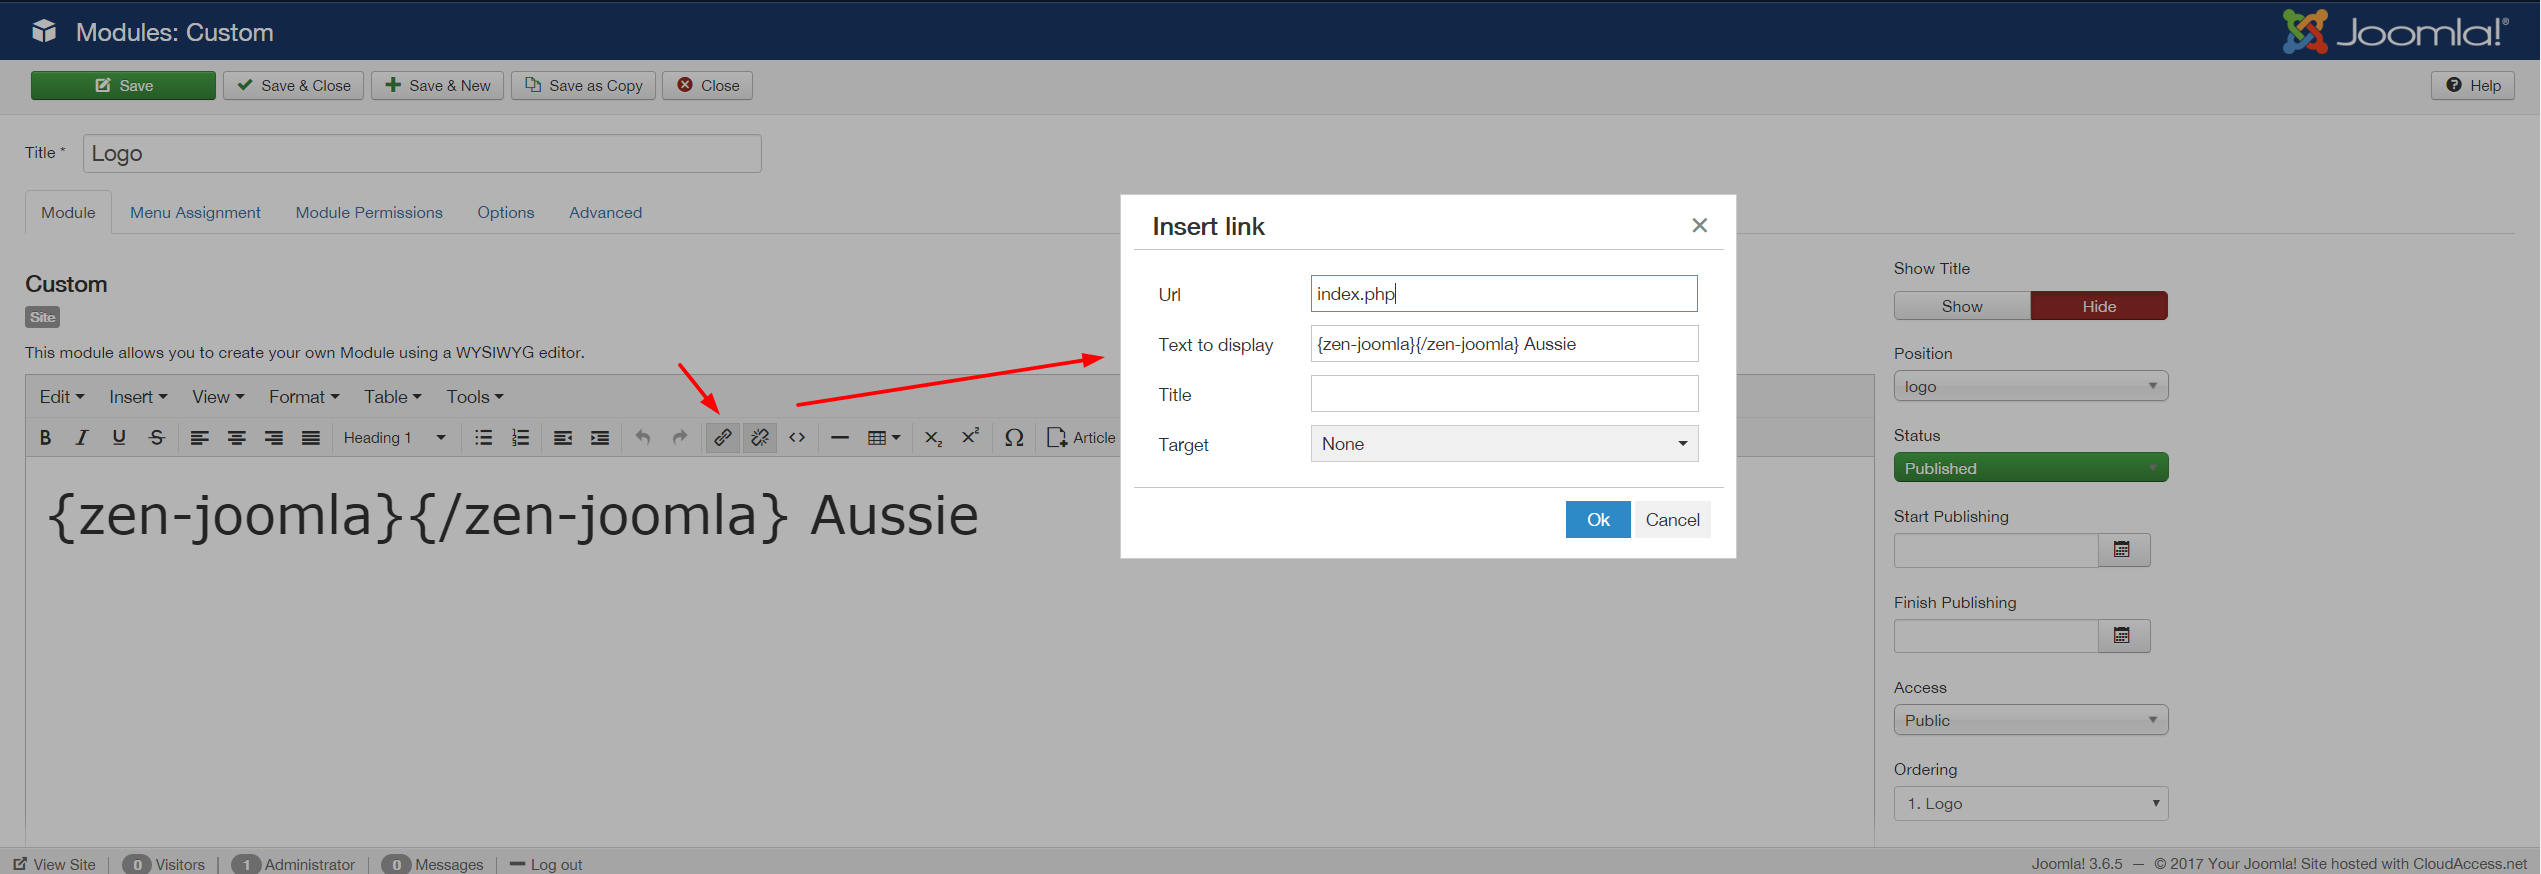 Modules: Custom
Joomla!®
Save
Save & Close
Save & New
Save as Copy
Close
Help
Title *
Logo
Module
Menu Assignment
Module Permissions
Options
Advanced
Custom
Site
This module allows you to create your own Module using a WYSIWYG editor.
Edit
Insert
View
Format
Table
Tools
B I U S
Heading 1
Article
{zen-joomla}{/zen-joomla} Aussie
Insert link
Url
index.php
Text to display
{zen-joomla}{/zen-joomla} Aussie
Title
Target
None
Ok
Cancel
Show Title
Show
Hide
Position
logo
Status
Published
Start Publishing
Finish Publishing
Access
Public
Ordering
1. Logo
View Site
0 Visitors
1 Administrator
0 Messages
Log out
Joomla! 3.6.5 — © 2017 Your Joomla! Site hosted with CloudAccess.net